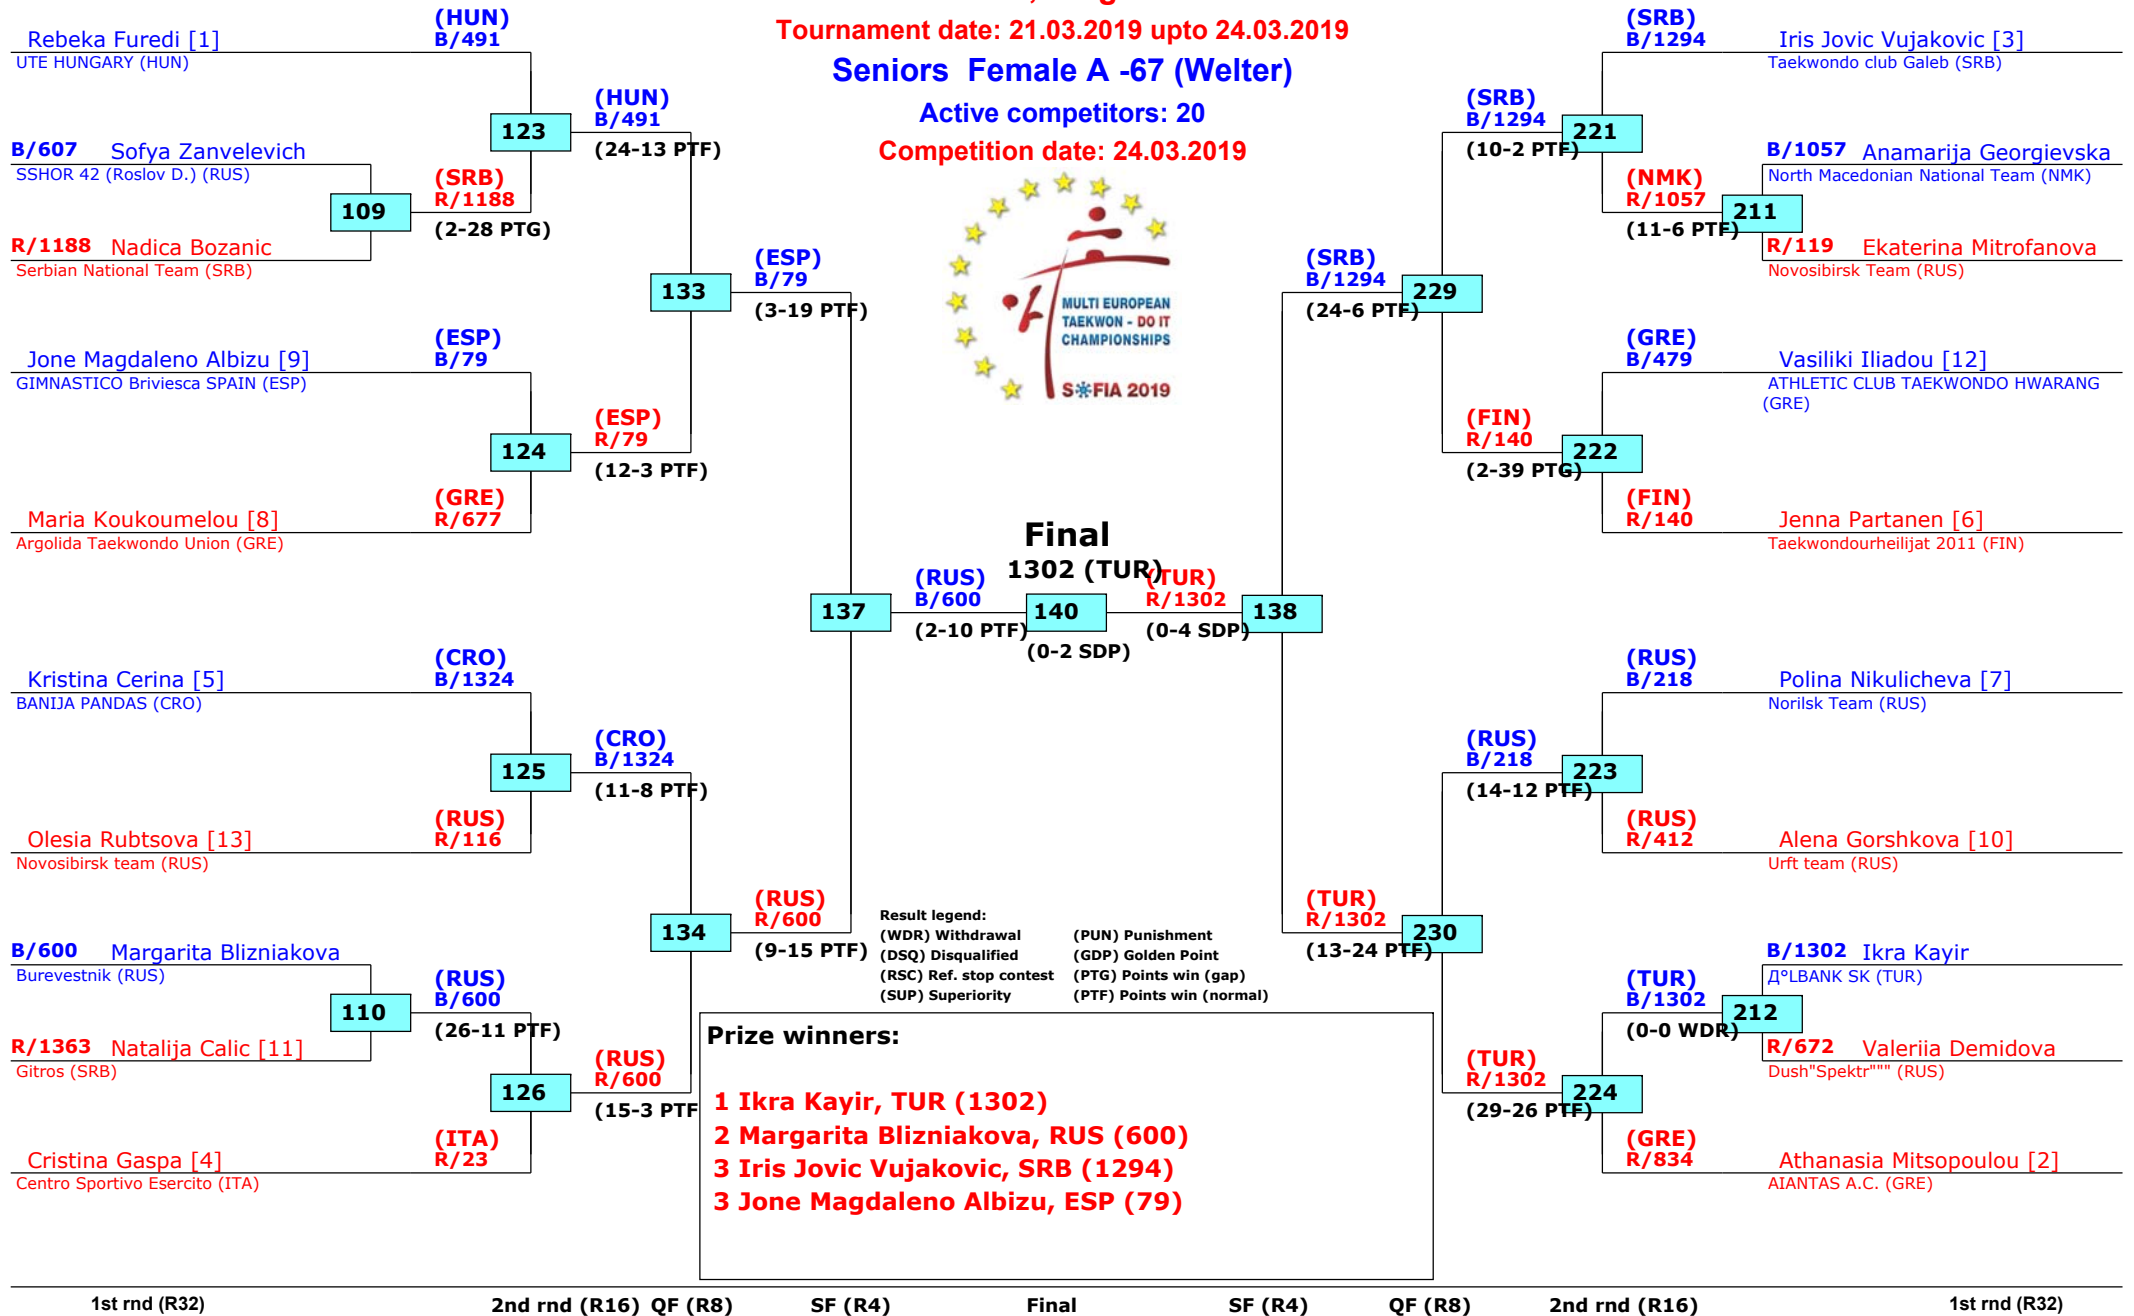 Tournament date: 21.03.2019 upto 24.03.2019
Seniors Female A -67 (Welter)
Active competitors: 20
Competition date: 24.03.2019
MULTI EUROPEAN
TAEKWON - DO IT
CHAMPIONSHIPS
SOFIA 2019
(HUN)
Rebeka Furedi [1] B/491
UTE HUNGARY (HUN)
(HUN)
B/491
123
(24-13 PTF)
B/607 Sofya Zanvelevich
SSHOR 42 (Roslov D.) (RUS)
(SRB)
R/1188
109
(2-28 PTG)
R/1188 Nadica Bozanic
Serbian National Team (SRB)
(ESP)
B/79
133
(3-19 PTF)
(ESP)
Jone Magdaleno Albizu [9] B/79
GIMNASTICO Briviesca SPAIN (ESP)
(ESP)
R/79
124
(12-3 PTF)
(GRE)
Maria Koukoumelou [8] R/677
Argolida Taekwondo Union (GRE)
Final
1302 (TUR)
(RUS)
B/600
137
(2-10 PTF)
140
(0-2 SDP)
(TUR)
R/1302
138
(0-4 SDP)
(CRO)
Kristina Cerina [5] B/1324
BANIJA PANDAS (CRO)
(CRO)
B/1324
125
(11-8 PTF)
(RUS)
Olesia Rubtsova [13] R/116
Novosibirsk team (RUS)
(RUS)
R/600
134
(9-15 PTF)
B/600 Margarita Blizniakova
Burevestnik (RUS)
(RUS)
B/600
110
(26-11 PTF)
R/1363 Natalija Calic [11]
Gitros (SRB)
(RUS)
R/600
126
(15-3 PTF
(ITA)
Cristina Gaspa [4] R/23
Centro Sportivo Esercito (ITA)
(SRB)
B/1294 Iris Jovic Vujakovic [3]
Taekwondo club Galeb (SRB)
(SRB)
B/1294
221
(10-2 PTF)
B/1057 Anamarija Georgievska
North Macedonian National Team (NMK)
(NMK)
R/1057
211
(11-6 PTF)
R/119 Ekaterina Mitrofanova
Novosibirsk Team (RUS)
(SRB)
B/1294
229
(24-6 PTF)
(GRE)
B/479 Vasiliki Iliadou [12]
ATHLETIC CLUB TAEKWONDO HWARANG
(GRE)
(FIN)
R/140
222
(2-39 PTG)
(FIN)
R/140 Jenna Partanen [6]
Taekwondourheilijat 2011 (FIN)
(RUS)
B/218 Polina Nikulicheva [7]
Norilsk Team (RUS)
(RUS)
B/218
223
(14-12 PTF)
(RUS)
R/412 Alena Gorshkova [10]
Urft team (RUS)
(TUR)
R/1302
230
(13-24 PTF)
B/1302 Ikra Kayir
Д°LBANK SK (TUR)
(TUR)
B/1302
212
(0-0 WDR)
R/672 Valeriia Demidova
Dush"Spektr""" (RUS)
(TUR)
R/1302
224
(29-26 PTF)
(GRE)
R/834 Athanasia Mitsopoulou [2]
AIANTAS A.C. (GRE)
Result legend:
(WDR) Withdrawal (PUN) Punishment
(DSQ) Disqualified (GDP) Golden Point
(RSC) Ref. stop contest (PTG) Points win (gap)
(SUP) Superiority (PTF) Points win (normal)
Prize winners:
1 Ikra Kayir, TUR (1302)
2 Margarita Blizniakova, RUS (600)
3 Iris Jovic Vujakovic, SRB (1294)
3 Jone Magdaleno Albizu, ESP (79)
1st rnd (R32) 2nd rnd (R16) QF (R8) SF (R4) Final SF (R4) QF (R8) 2nd rnd (R16) 1st rnd (R32)